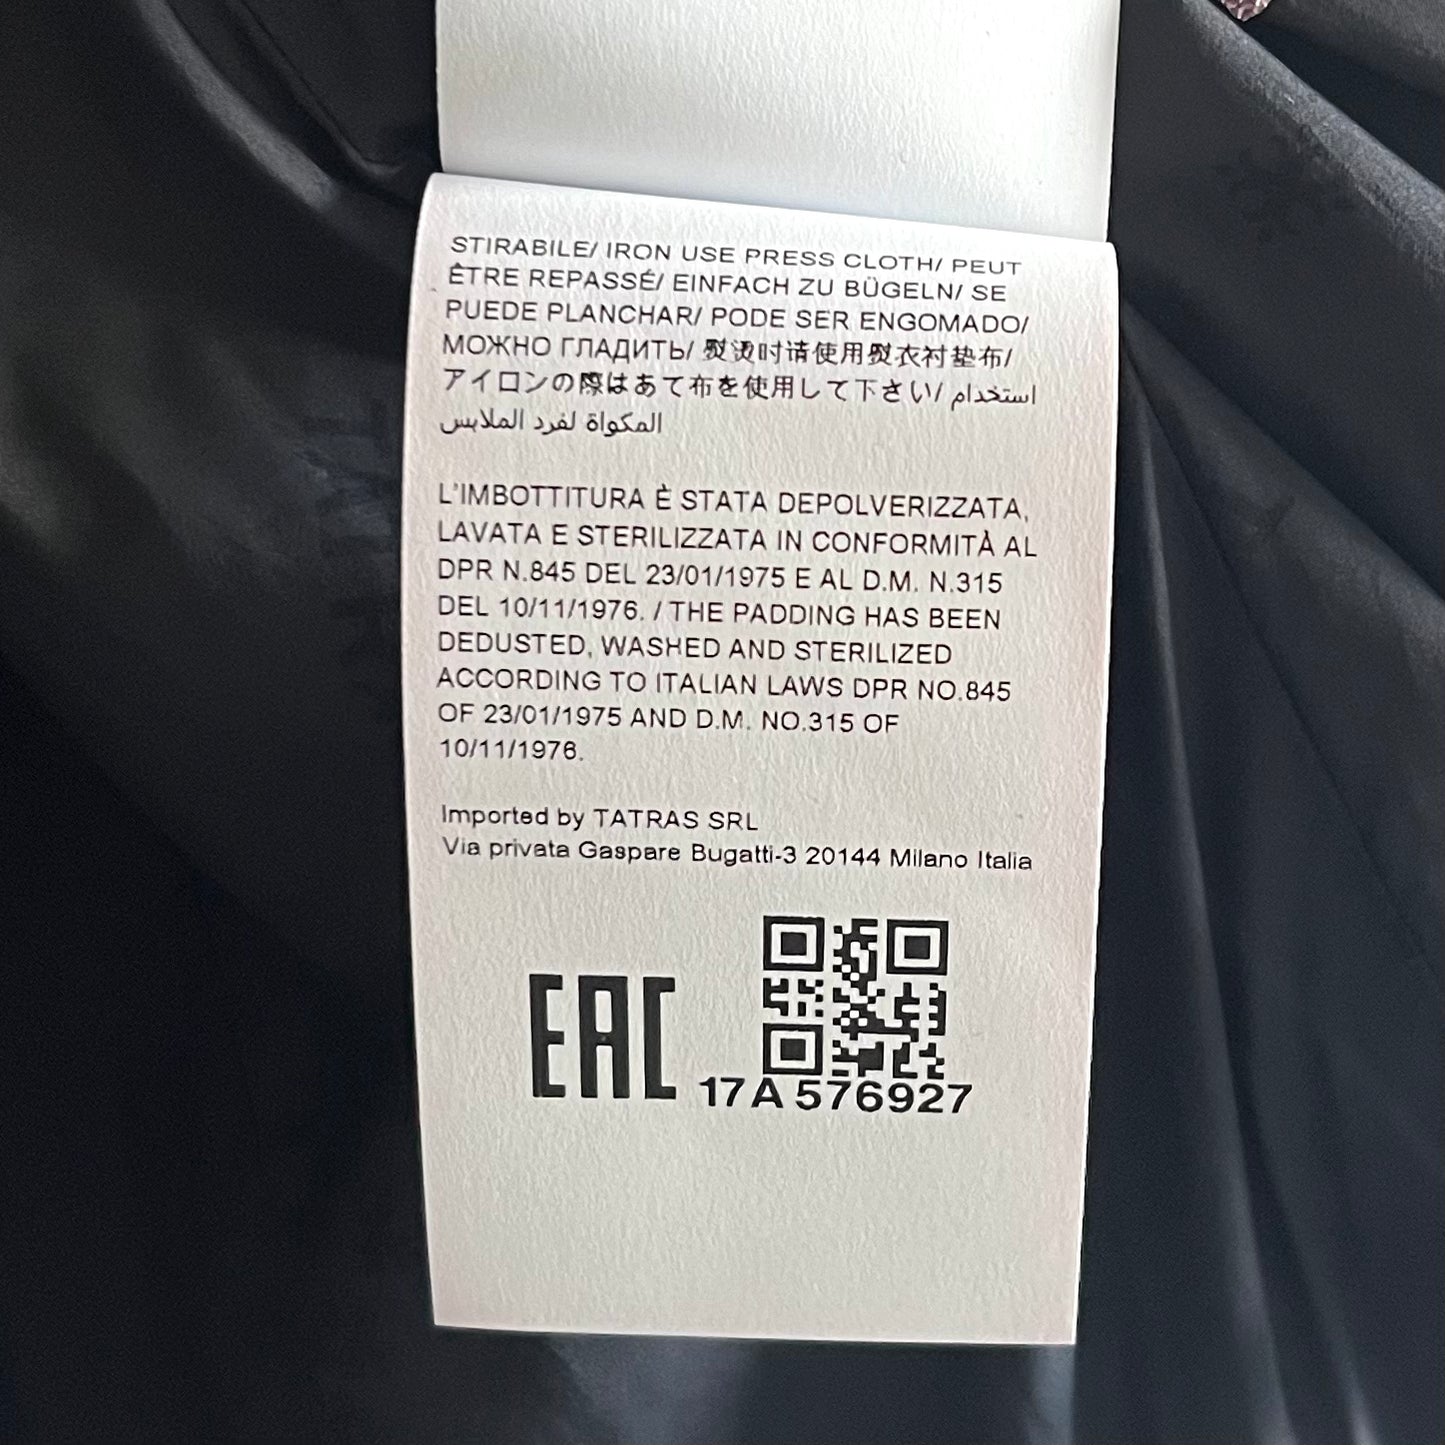 STIRABILE/ IRON USE PRESS CLOTH/ PEUT
ÊTRE REPASSÉ/ EINFACH ZU BÜGELN/ SE
PUEDE PLANCHAR/ PODE SER ENGOMADO/
МОЖНО ГЛАДИТЬ/ 熨烫时请使用熨衣衬垫布/
アイロンの際はあて布を使用して下さい/ استخدام
المكواة لفرد الملابس
L'IMBOTTITURA È STATA DEPOLVERIZZATA,
LAVATA E STERILIZZATA IN CONFORMITÀ AL
DPR N.845 DEL 23/01/1975 E AL D.M. N.315
DEL 10/11/1976. / THE PADDING HAS BEEN
DEDUSTED, WASHED AND STERILIZED
ACCORDING TO ITALIAN LAWS DPR NO.845
OF 23/01/1975 AND D.M. NO.315 OF
10/11/1976.
Imported by TATRAS SRL
Via privata Gaspare Bugatti-3 20144 Milano Italia
EAC
17A 576927